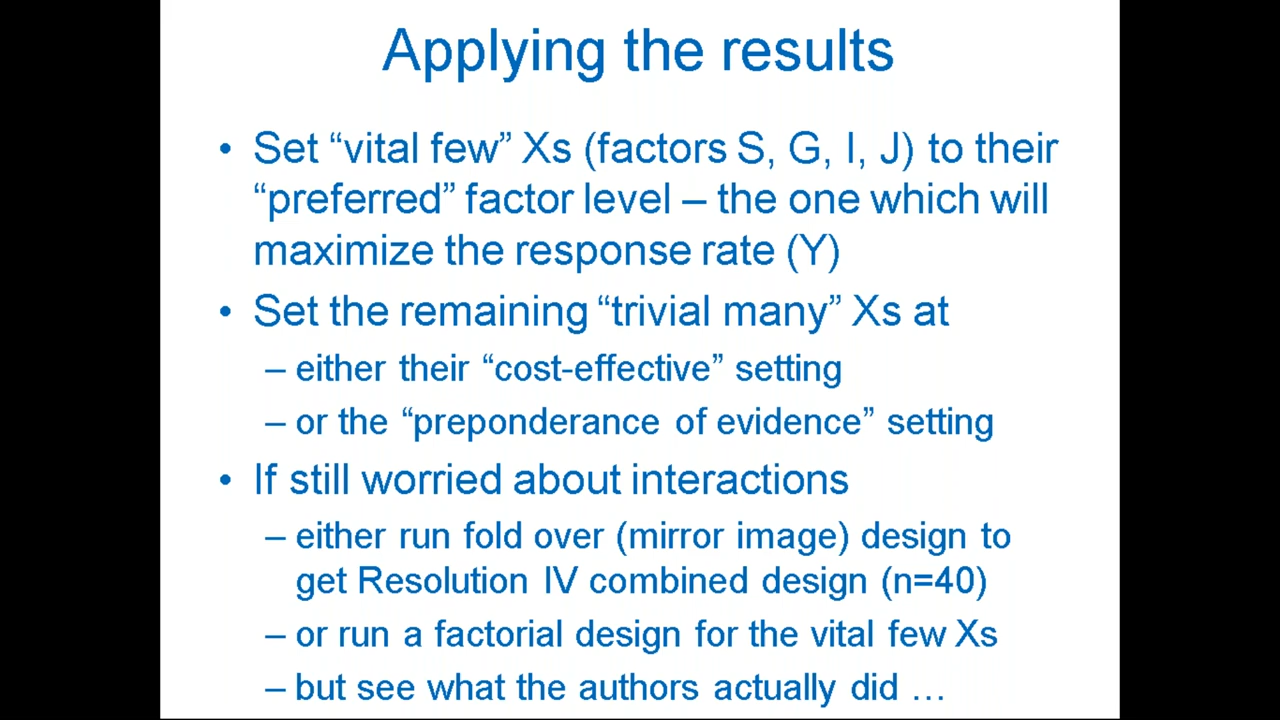 Applying the results
• Set “vital few” Xs (factors S, G, I, J) to their
“preferred” factor level – the one which will
maximize the response rate (Y)
• Set the remaining “trivial many” Xs at
– either their “cost-effective” setting
– or the “preponderance of evidence” setting
• If still worried about interactions
– either run fold over (mirror image) design to
get Resolution IV combined design (n=40)
– or run a factorial design for the vital few Xs
– but see what the authors actually did …